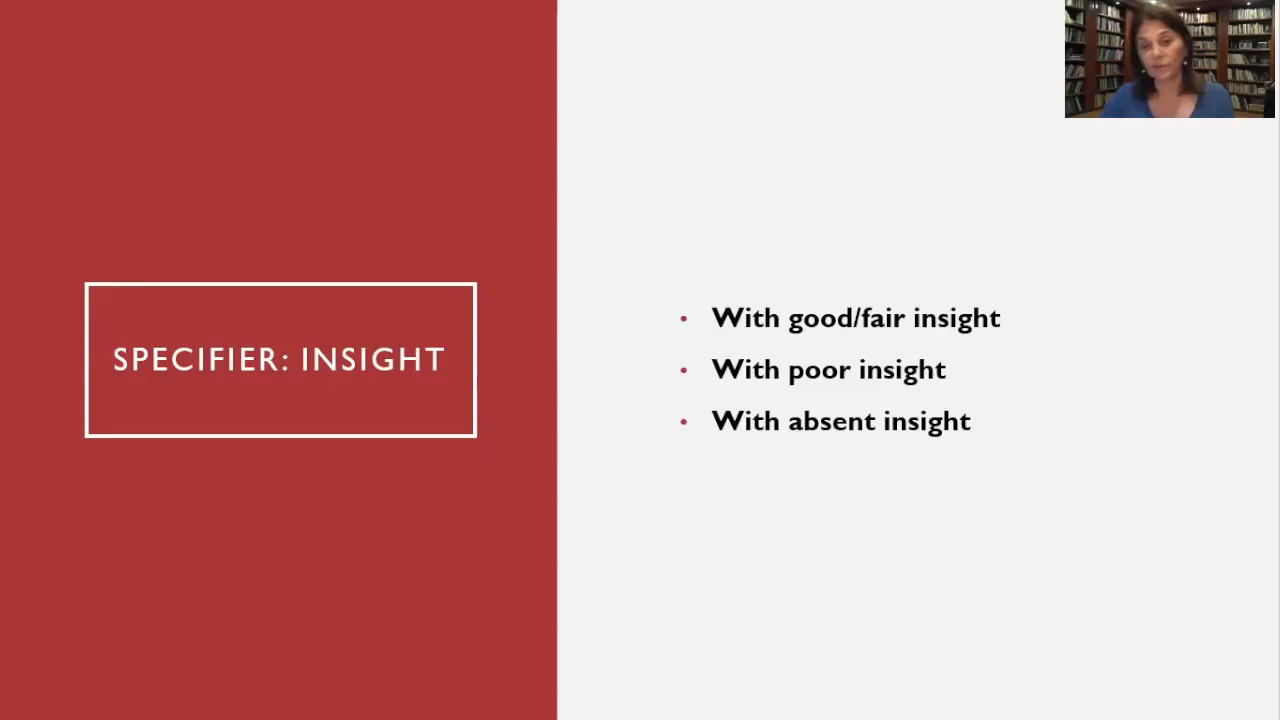 SPECIFIER: INSIGHT
• With good/fair insight
• With poor insight
• With absent insight